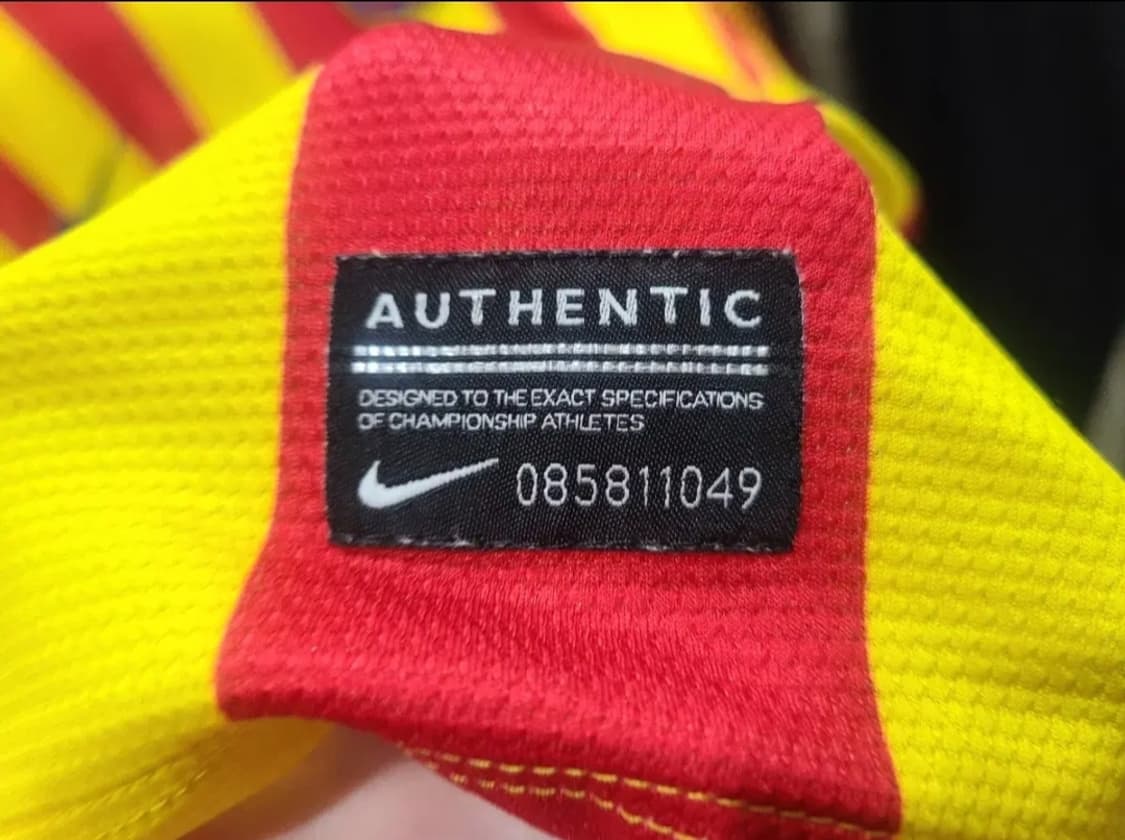 AUTHENTIC
DESIGNED TO THE EXACT SPECIFICATIONS
OF CHAMPIONSHIP ATHLETES
085811049